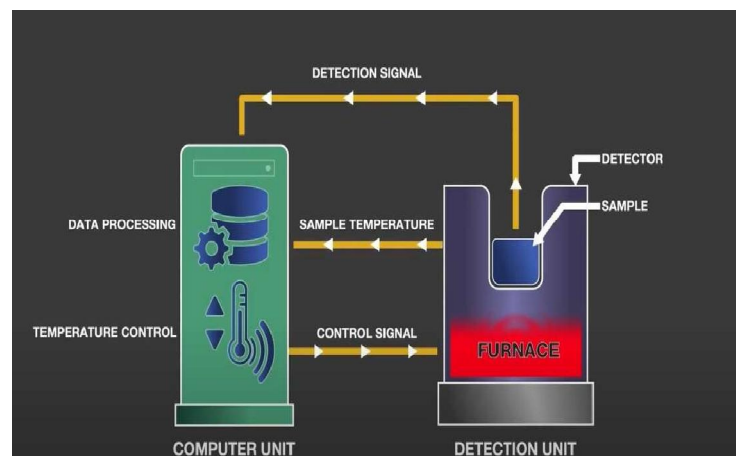 DETECTION SIGNAL
DETECTOR
SAMPLE
DATA PROCESSING
SAMPLE TEMPERATURE
TEMPERATURE CONTROL
CONTROL SIGNAL
FURNACE
COMPUTER UNIT
DETECTION UNIT